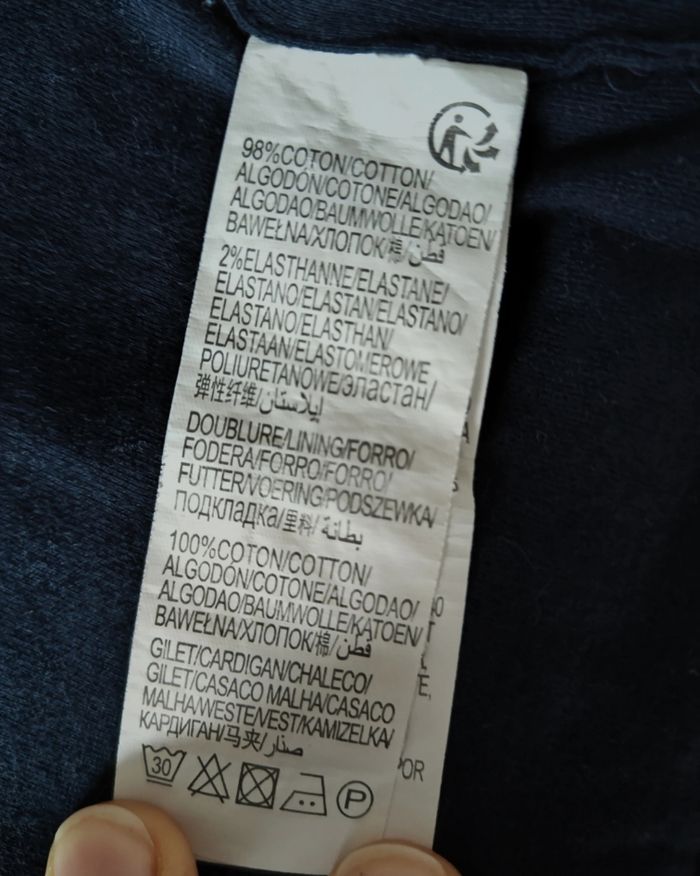 98%COTON/COTTON/
ALGODÓN/COTONE/ALGODAO/
ALGODAO/BAUMWOLLE/KATOEN/
BAWEŁNA/ХЛОПОК/棉/قطن
2%ELASTHANNE/ELASTANE/
ELASTANO/ELASTAN/ELASTANO/
ELASTANO/ELASTHAN/
ELASTAAN/ELASTOMEROWE
POLIURETANOWE/эластан/
弹性纤维/إيلاستان
DOUBLURE/LINING/FORRO/
FODERA/FORRO/FORRO/
FUTTER/VOERING/PODSZEWKA/
подкладка/里料/بطانة
100%COTON/COTTON/
ALGODÓN/COTONE/ALGODAO/
ALGODAO/BAUMWOLLE/KATOEN/
BAWEŁNA/ХЛОПОК/棉/قطن
GILET/CARDIGAN/CHALECO/
GILET/CASACO MALHA/CASACO
MALHA/WESTE/VEST/KAMIZELKA/
КАРДИГАН/马夹/صدار
30 P